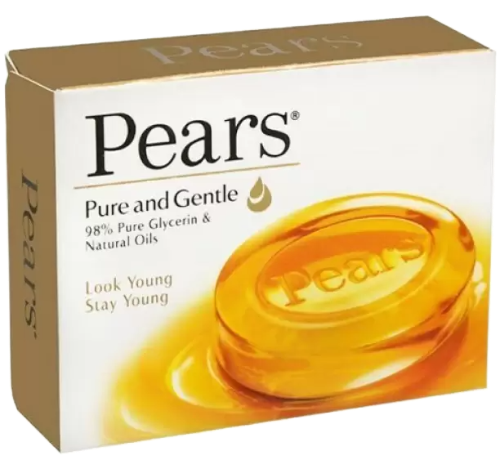 Pears
Pears®
Pure and Gentle
98% Pure Glycerin &
Natural Oils
Look Young
Stay Young
Pears
Pears